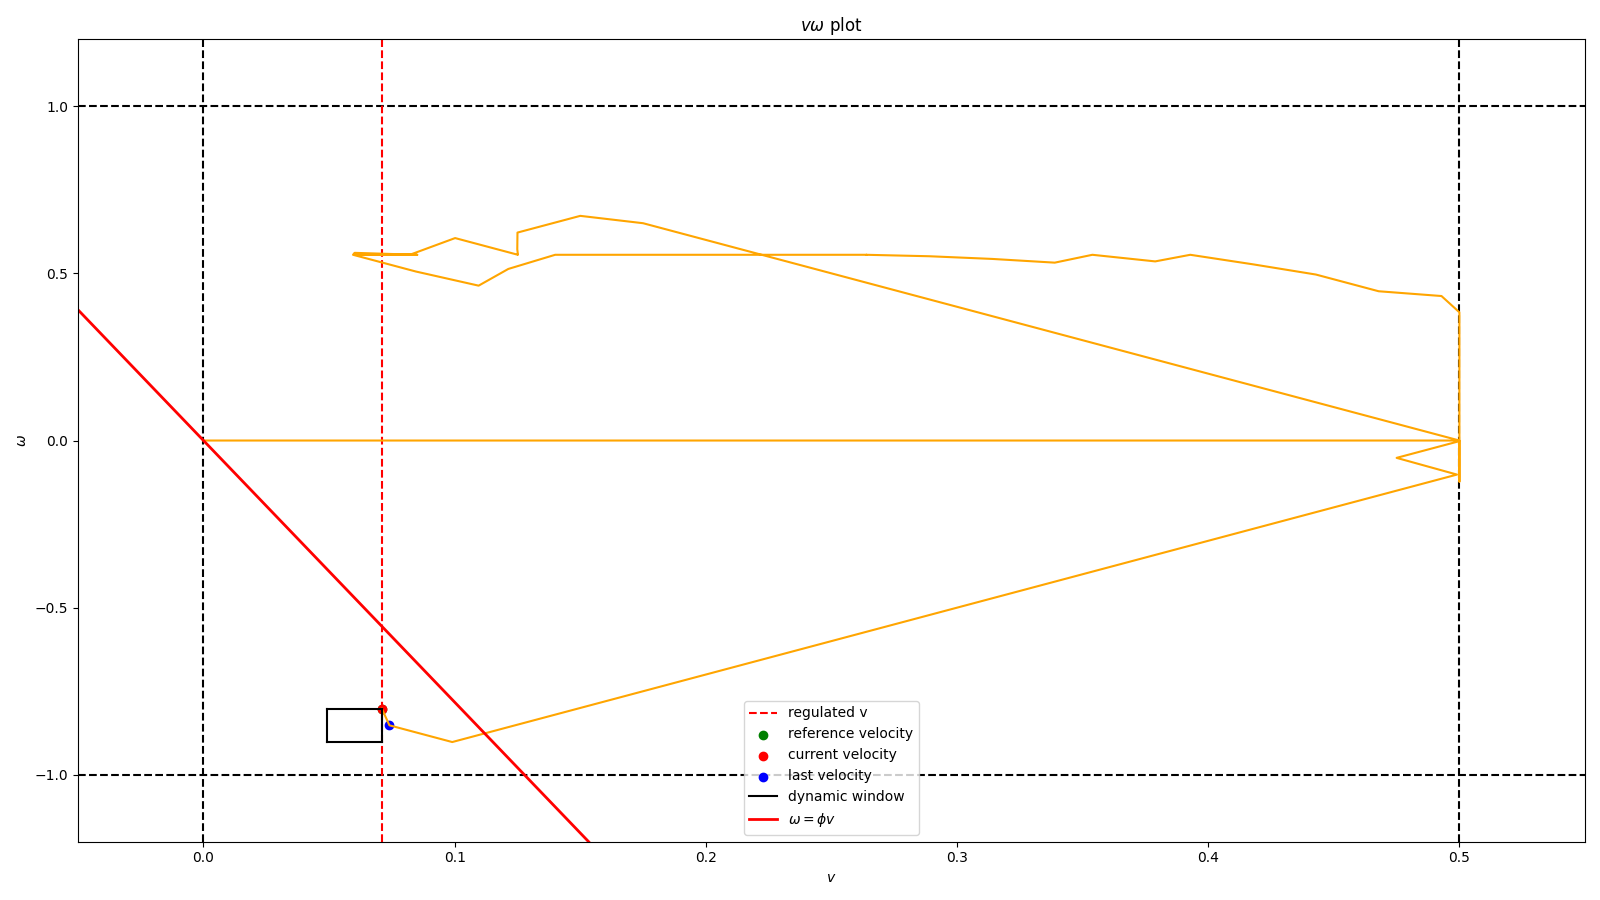 vω plot
1.0
0.5
0.0
−0.5
−1.0
ω
regulated v
reference velocity
current velocity
last velocity
dynamic window
ω = ϕv
0.0 0.1 0.2 0.3 0.4 0.5
v